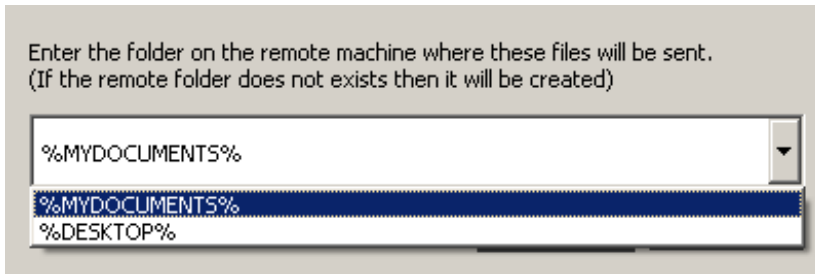 Enter the folder on the remote machine where these files will be sent.
(If the remote folder does not exists then it will be created)
%MYDOCUMENTS%
%MYDOCUMENTS%
%DESKTOP%